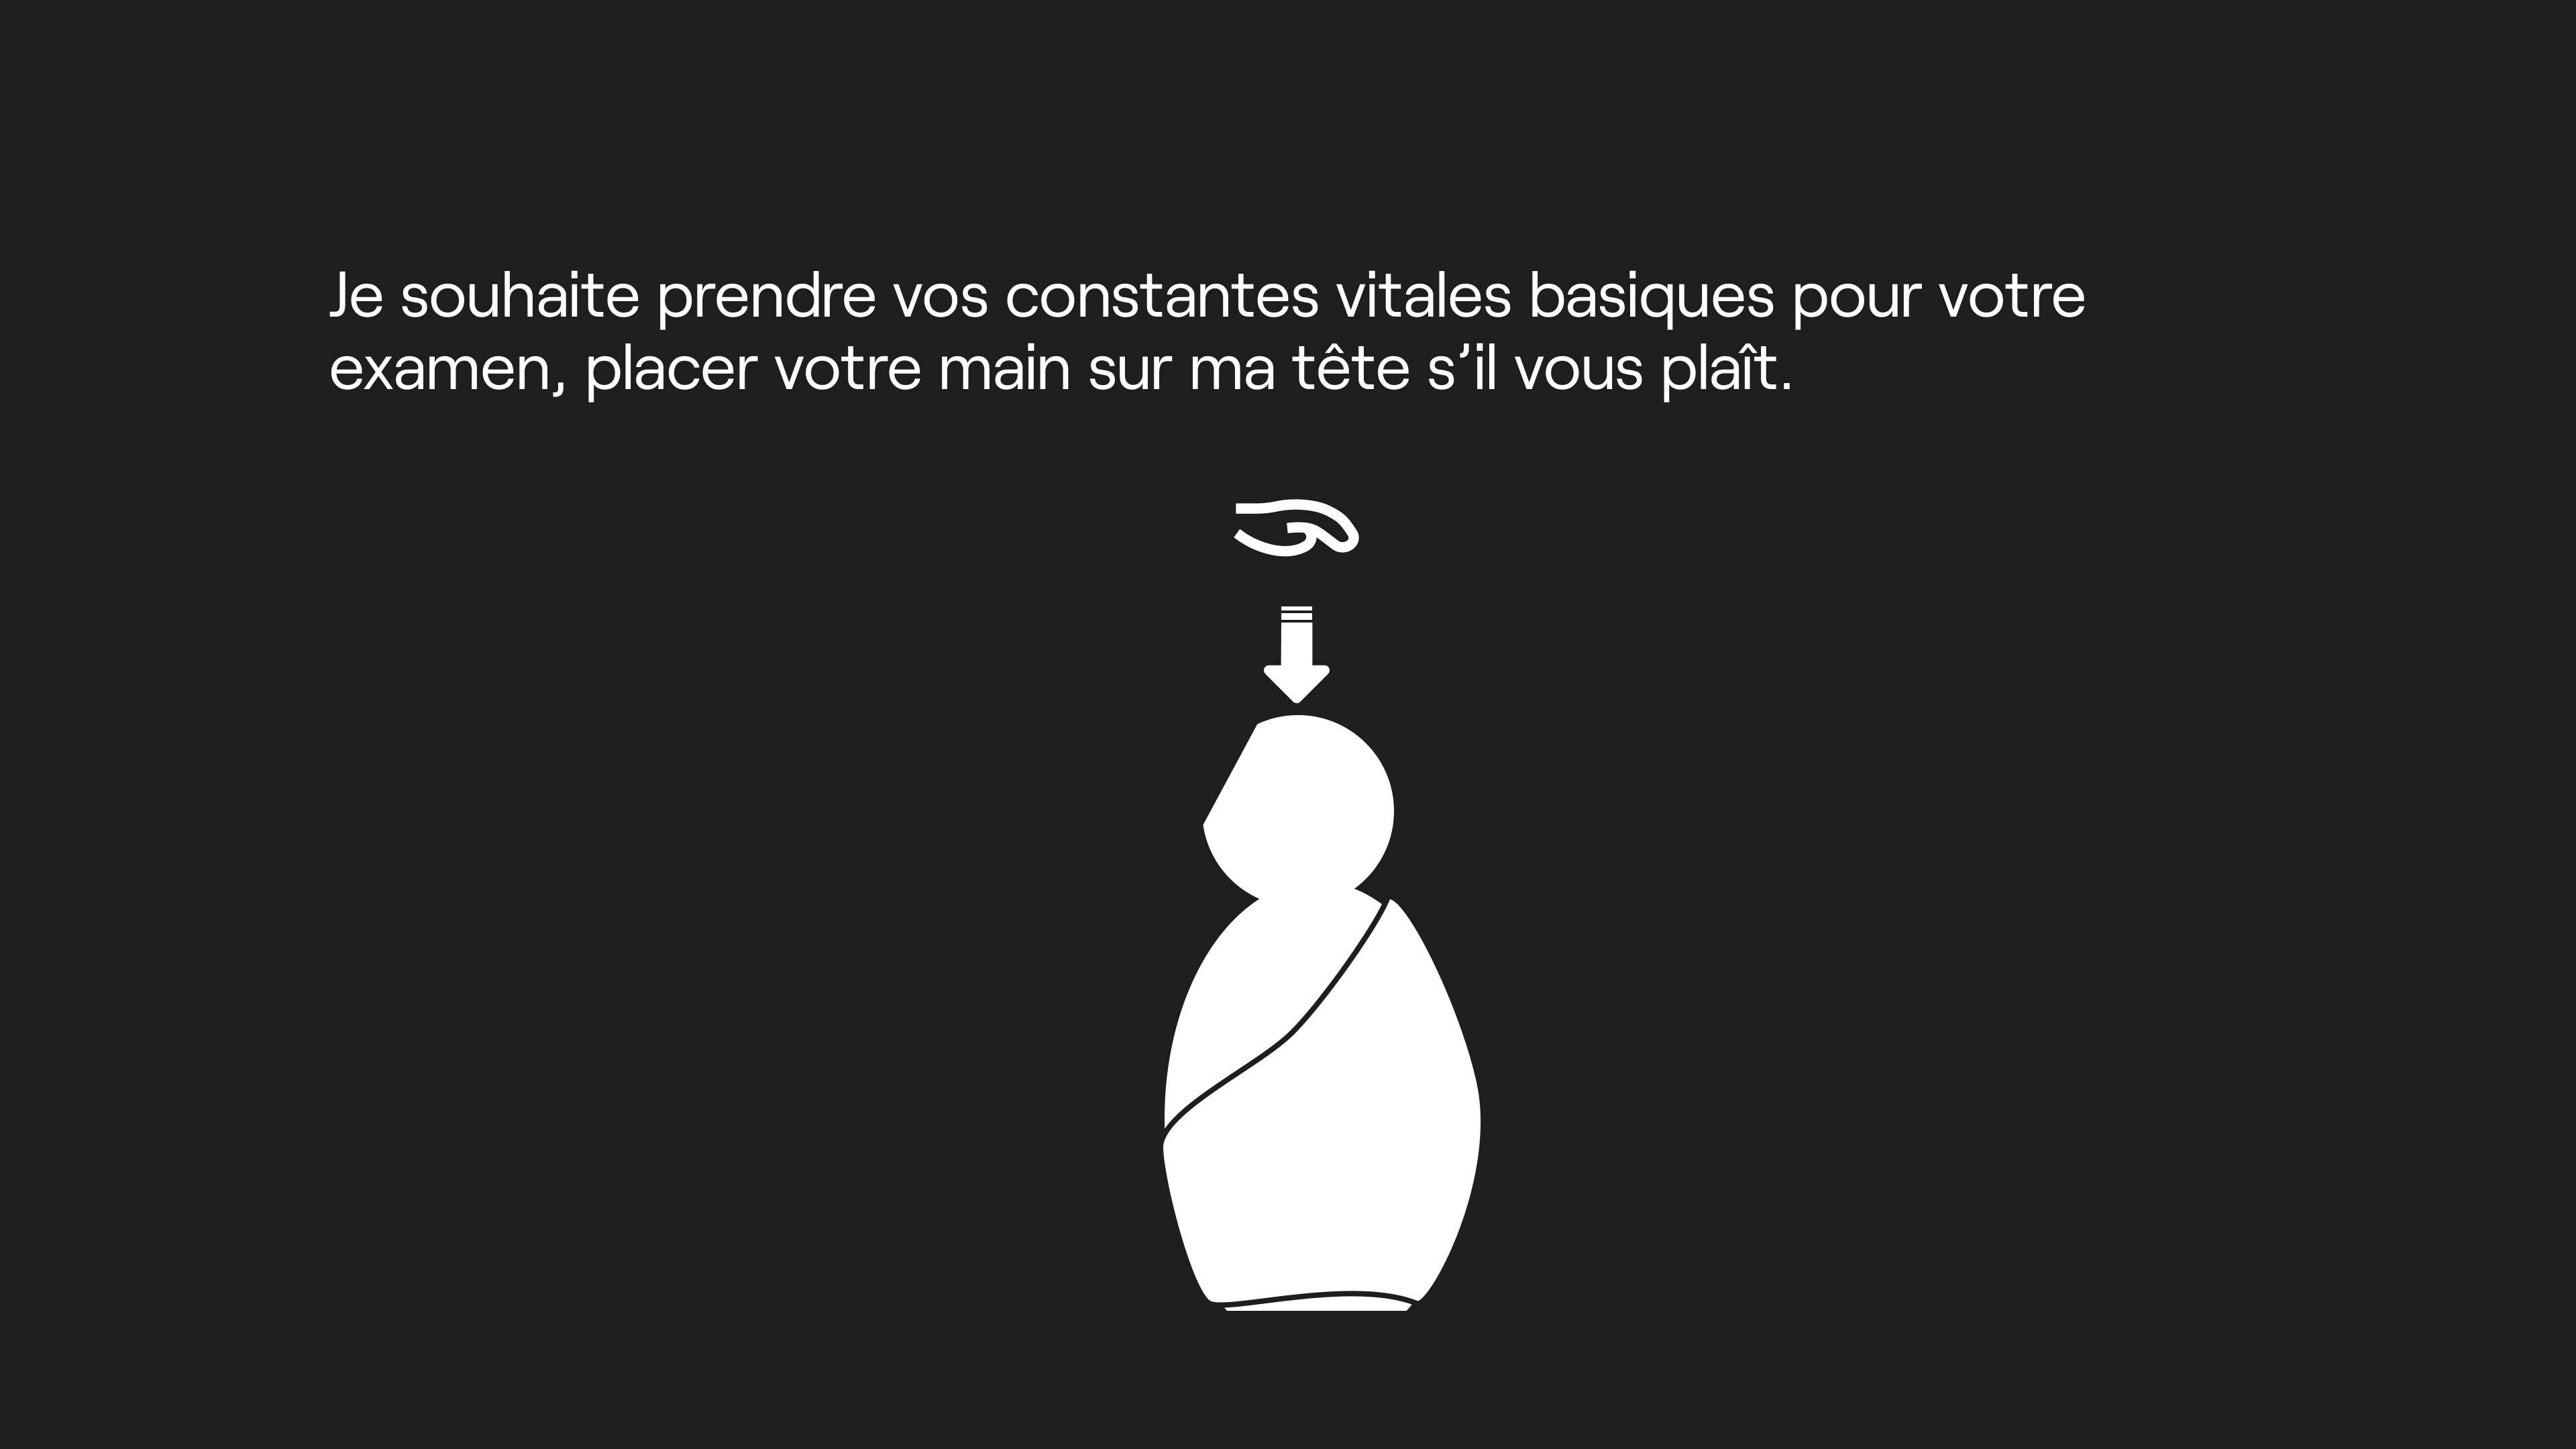 Je souhaite prendre vos constantes vitales basiques pour votre
examen, placer votre main sur ma tête s’il vous plaît.